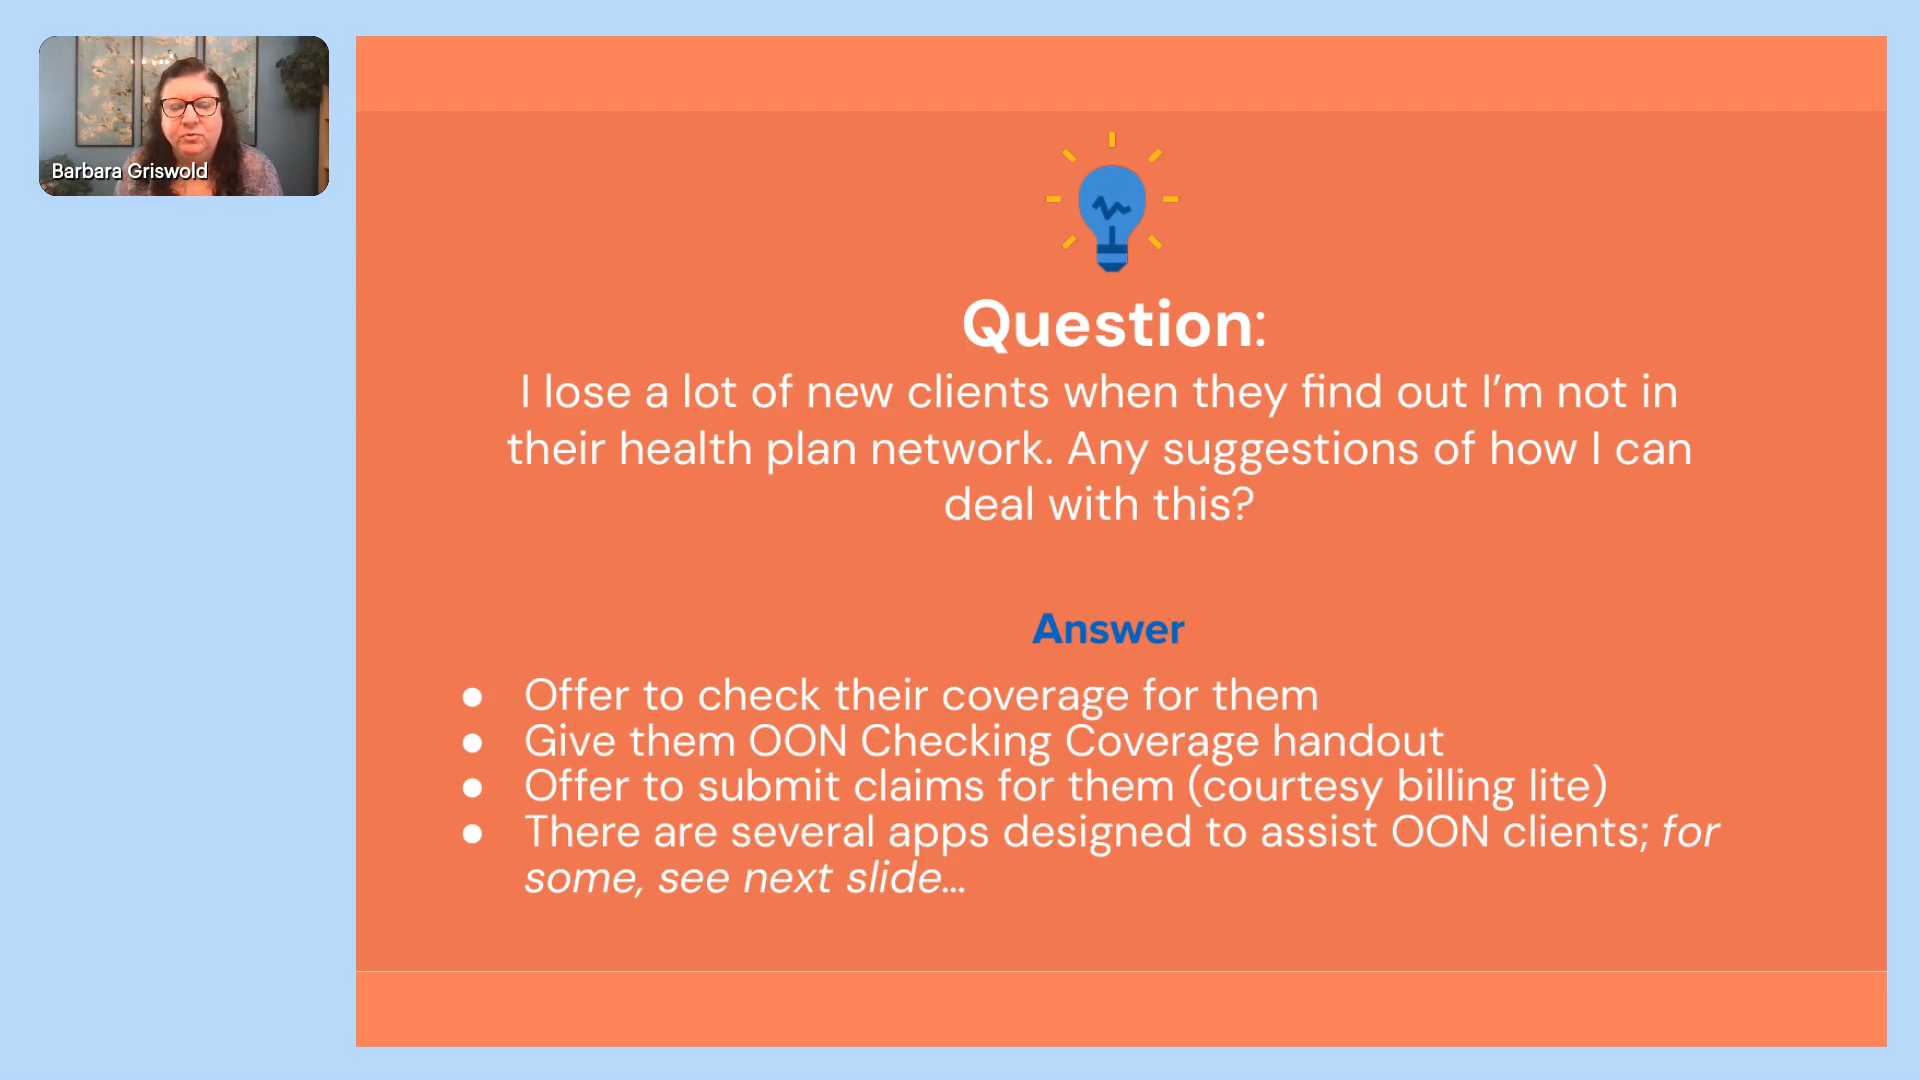 Barbara Griswold
Question:
I lose a lot of new clients when they find out I’m not in
their health plan network. Any suggestions of how I can
deal with this?
Answer
● Offer to check their coverage for them
● Give them OON Checking Coverage handout
● Offer to submit claims for them (courtesy billing lite)
● There are several apps designed to assist OON clients; for
some, see next slide…